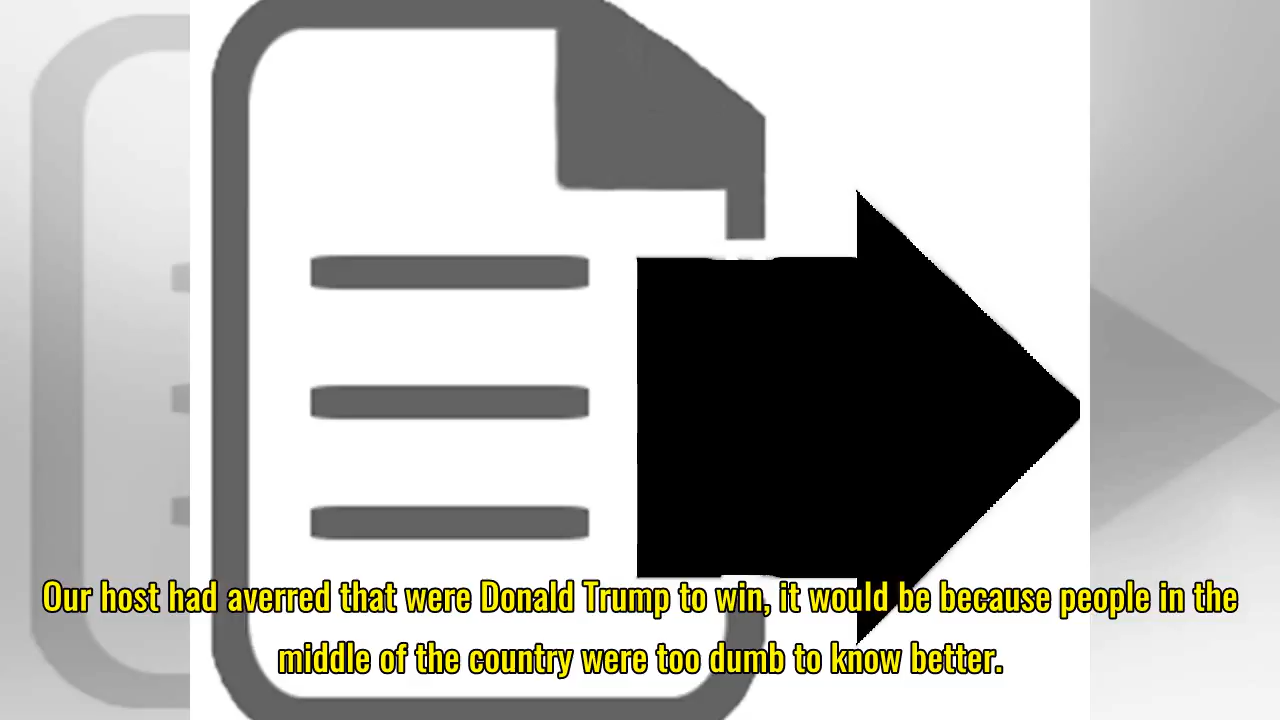 Our host had averred that were Donald Trump to win, it would be because people in the
middle of the country were too dumb to know better.